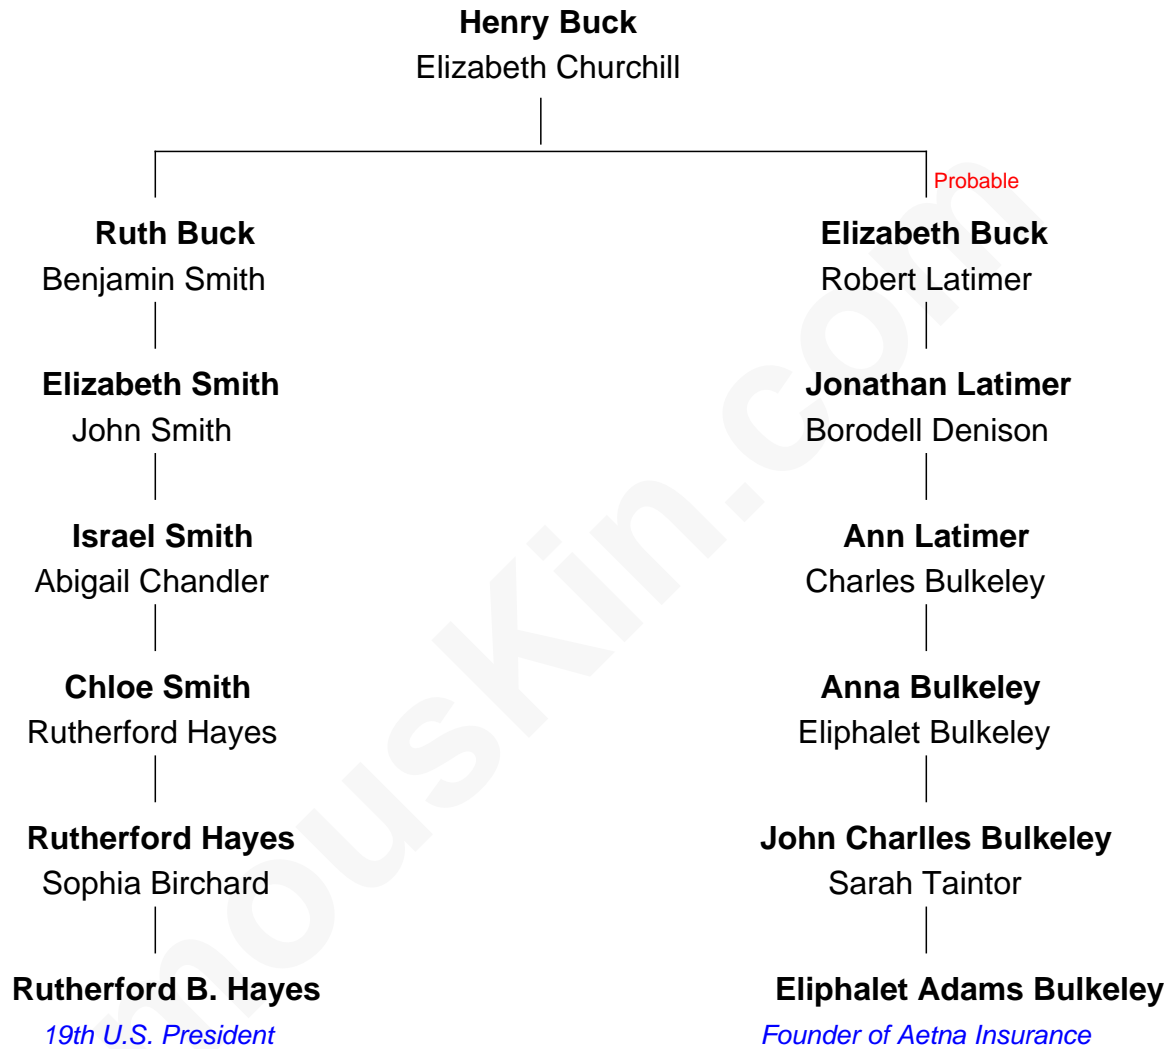 Henry Buck
Elizabeth Churchill
Probable
Ruth Buck
Benjamin Smith
Elizabeth Buck
Robert Latimer
Elizabeth Smith
John Smith
Jonathan Latimer
Borodell Denison
Israel Smith
Abigail Chandler
Ann Latimer
Charles Bulkeley
Chloe Smith
Rutherford Hayes
Anna Bulkeley
Eliphalet Bulkeley
Rutherford Hayes
Sophia Birchard
John Charlles Bulkeley
Sarah Taintor
Rutherford B. Hayes
19th U.S. President
Eliphalet Adams Bulkeley
Founder of Aetna Insurance
mousKin.com